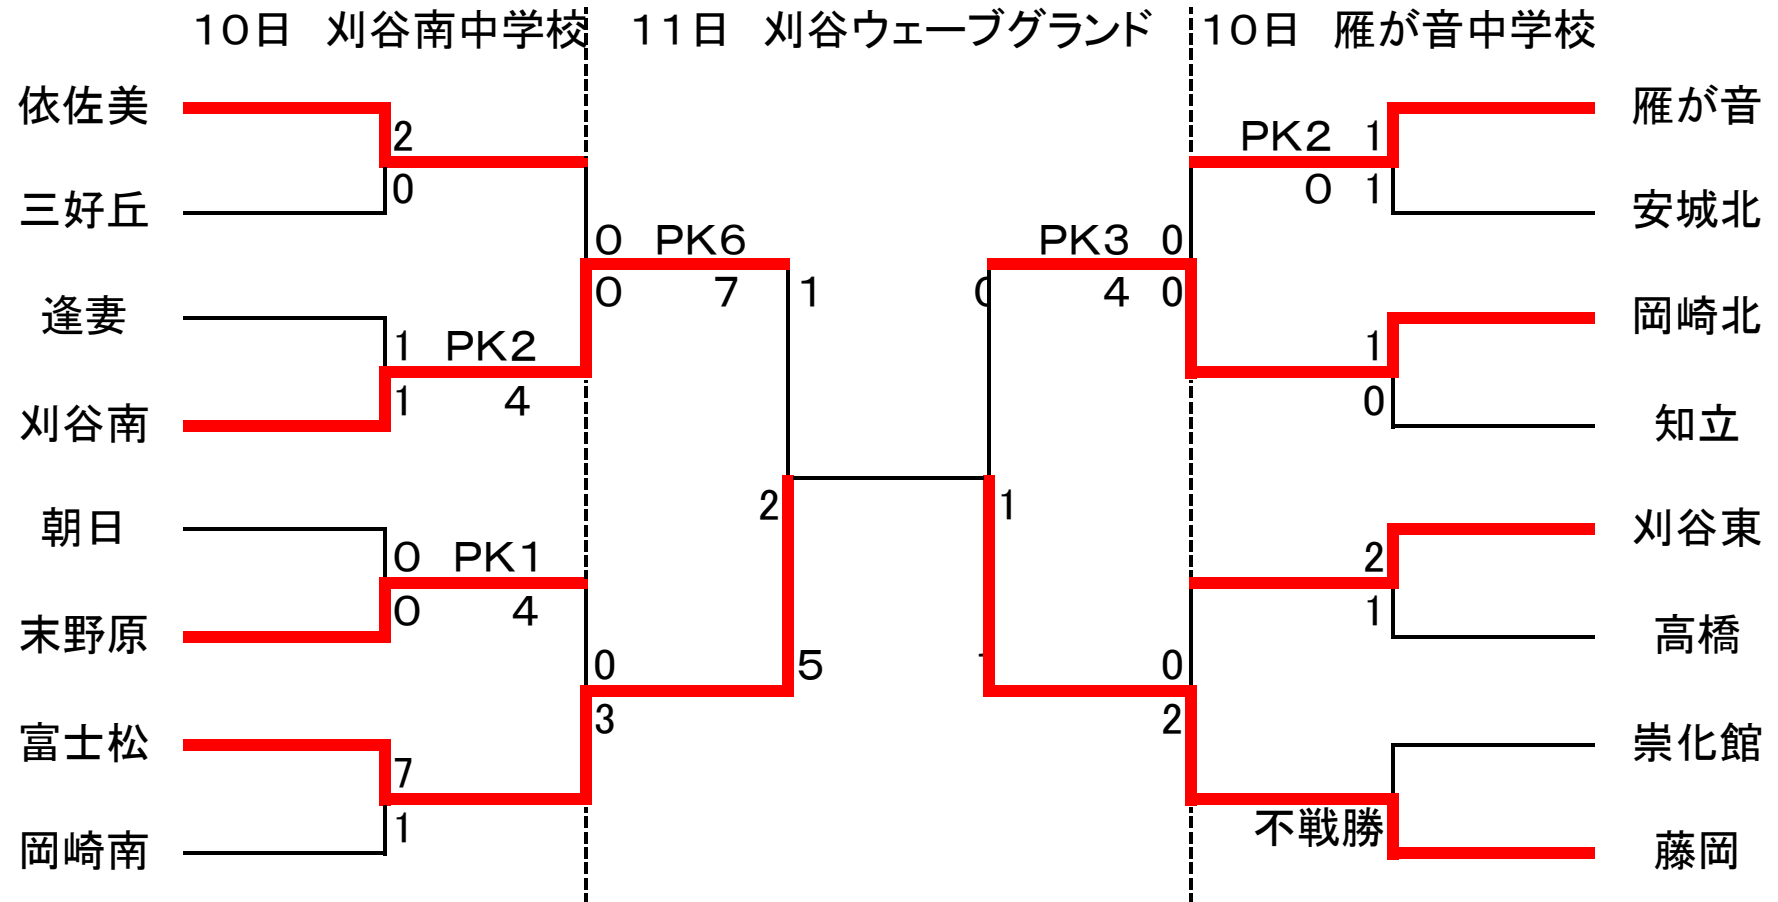 10日　刈谷南中学校
11日　刈谷ウェーブグランド
10日　雁が音中学校
依佐美
2
PK2 1
雁が音
三好丘
0
0 1
安城北
0 PK6
PK3 0
0 7 1
0 4 0
逢妻
1 PK2
1
岡崎北
刈谷南
1 4
0
知立
2
1
朝日
0 PK1
2
刈谷東
末野原
0 4
1
高橋
0
5
0
3
2
富士松
7
崇化館
岡崎南
1
不戦勝
藤岡